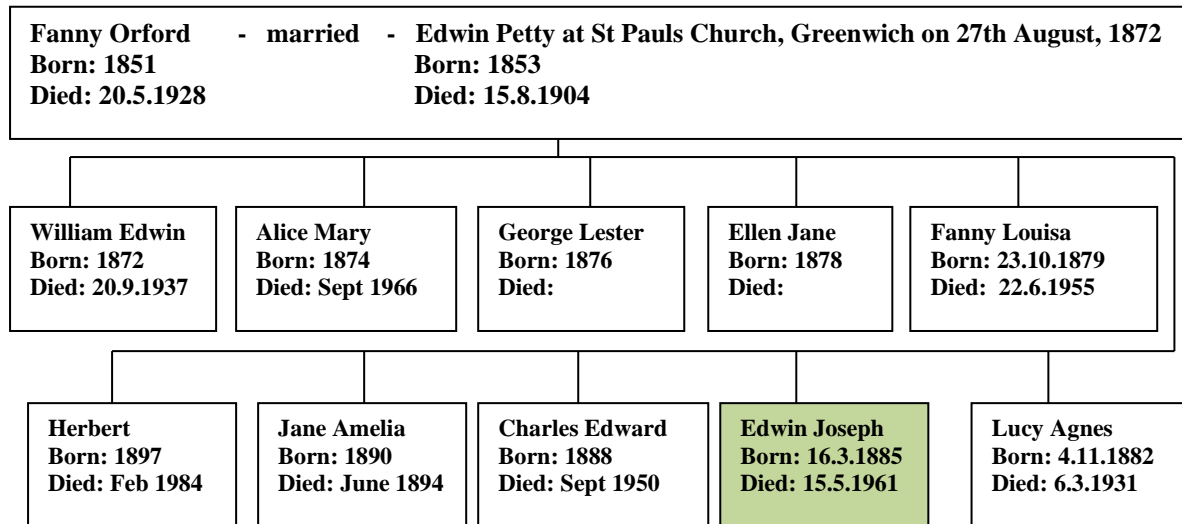 Fanny Orford - married - Edwin Petty at St Pauls Church, Greenwich on 27th August, 1872
Born: 1851 Born: 1853
Died: 20.5.1928 Died: 15.8.1904
William Edwin
Born: 1872
Died: 20.9.1937
Alice Mary
Born: 1874
Died: Sept 1966
George Lester
Born: 1876
Died:
Ellen Jane
Born: 1878
Died:
Fanny Louisa
Born: 23.10.1879
Died: 22.6.1955
Herbert
Born: 1897
Died: Feb 1984
Jane Amelia
Born: 1890
Died: June 1894
Charles Edward
Born: 1888
Died: Sept 1950
Edwin Joseph
Born: 16.3.1885
Died: 15.5.1961
Lucy Agnes
Born: 4.11.1882
Died: 6.3.1931